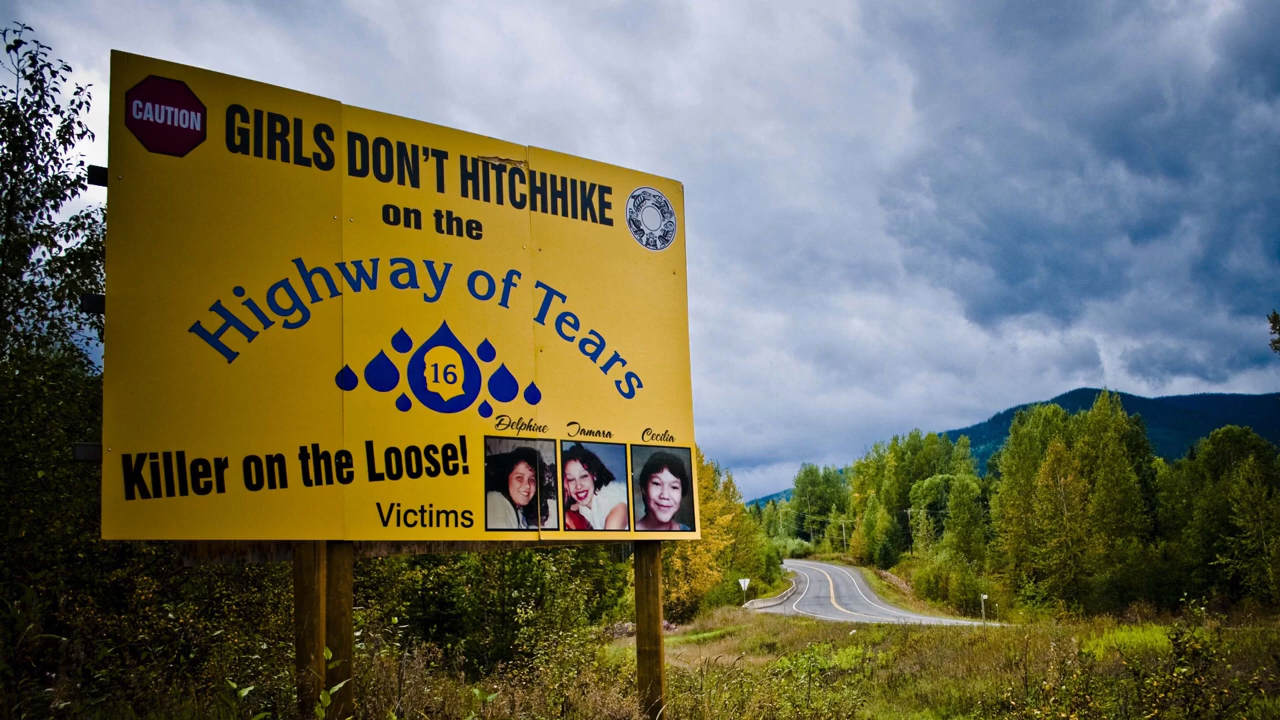 CAUTION
GIRLS DON'T HITCHHIKE
on the
Highway of Tears
16
Killer on the Loose!
Victims
Delphine
Tamara
Cecilia